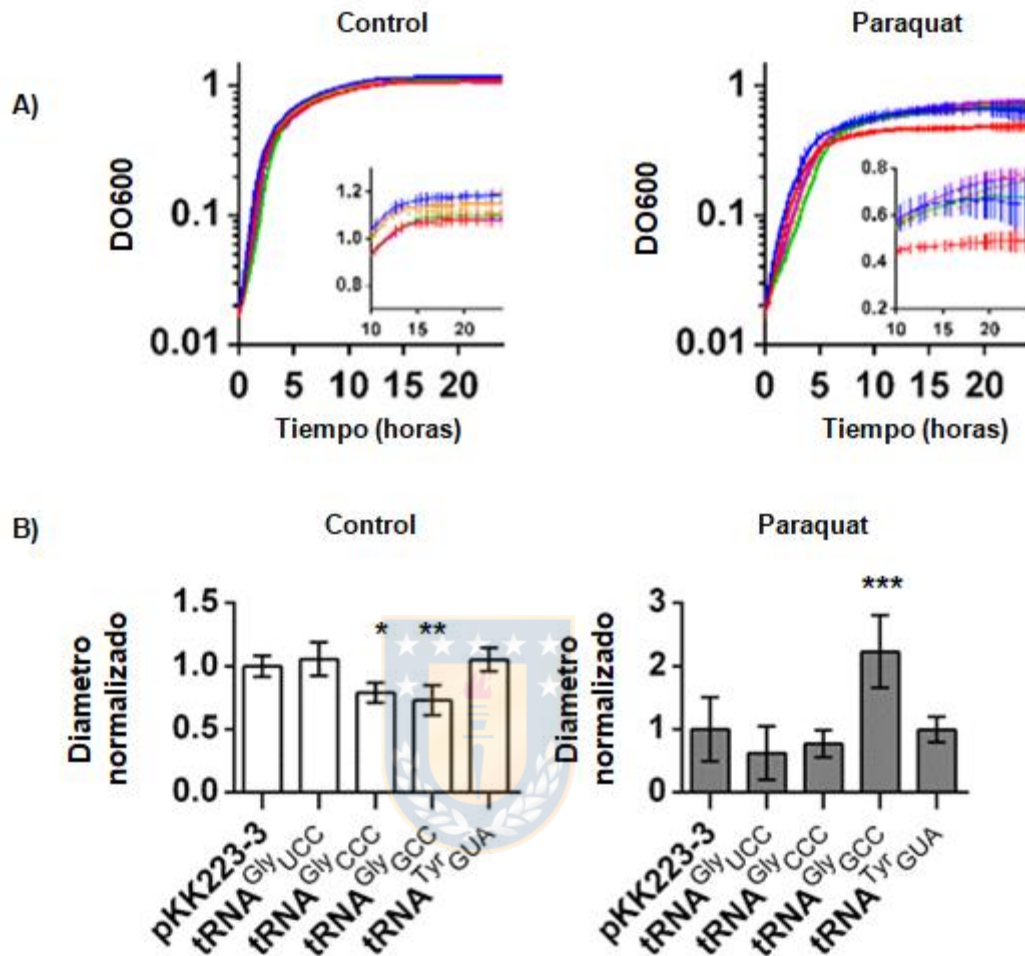 Control
Paraquat
A)
DO600
1
0.1
0.01
1.2
1.0
0.8
10
15
20
0
5
10
15
20
Tiempo (horas)
DO600
1
0.1
0.01
0.8
0.6
0.4
0.2
10
15
20
0
5
10
15
20
Tiempo (horas)
B)
Control
Paraquat
Diametro
normalizado
1.5
1.0
0.5
0.0
*
**
pKK223-3
tRNA Gly UCC
tRNA Gly CCC
tRNA Gly GCC
tRNA Tyr GUA
Diametro
normalizado
3
2
1
0
***
pKK223-3
tRNA Gly UCC
tRNA Gly CCC
tRNA Gly GCC
tRNA Tyr GUA